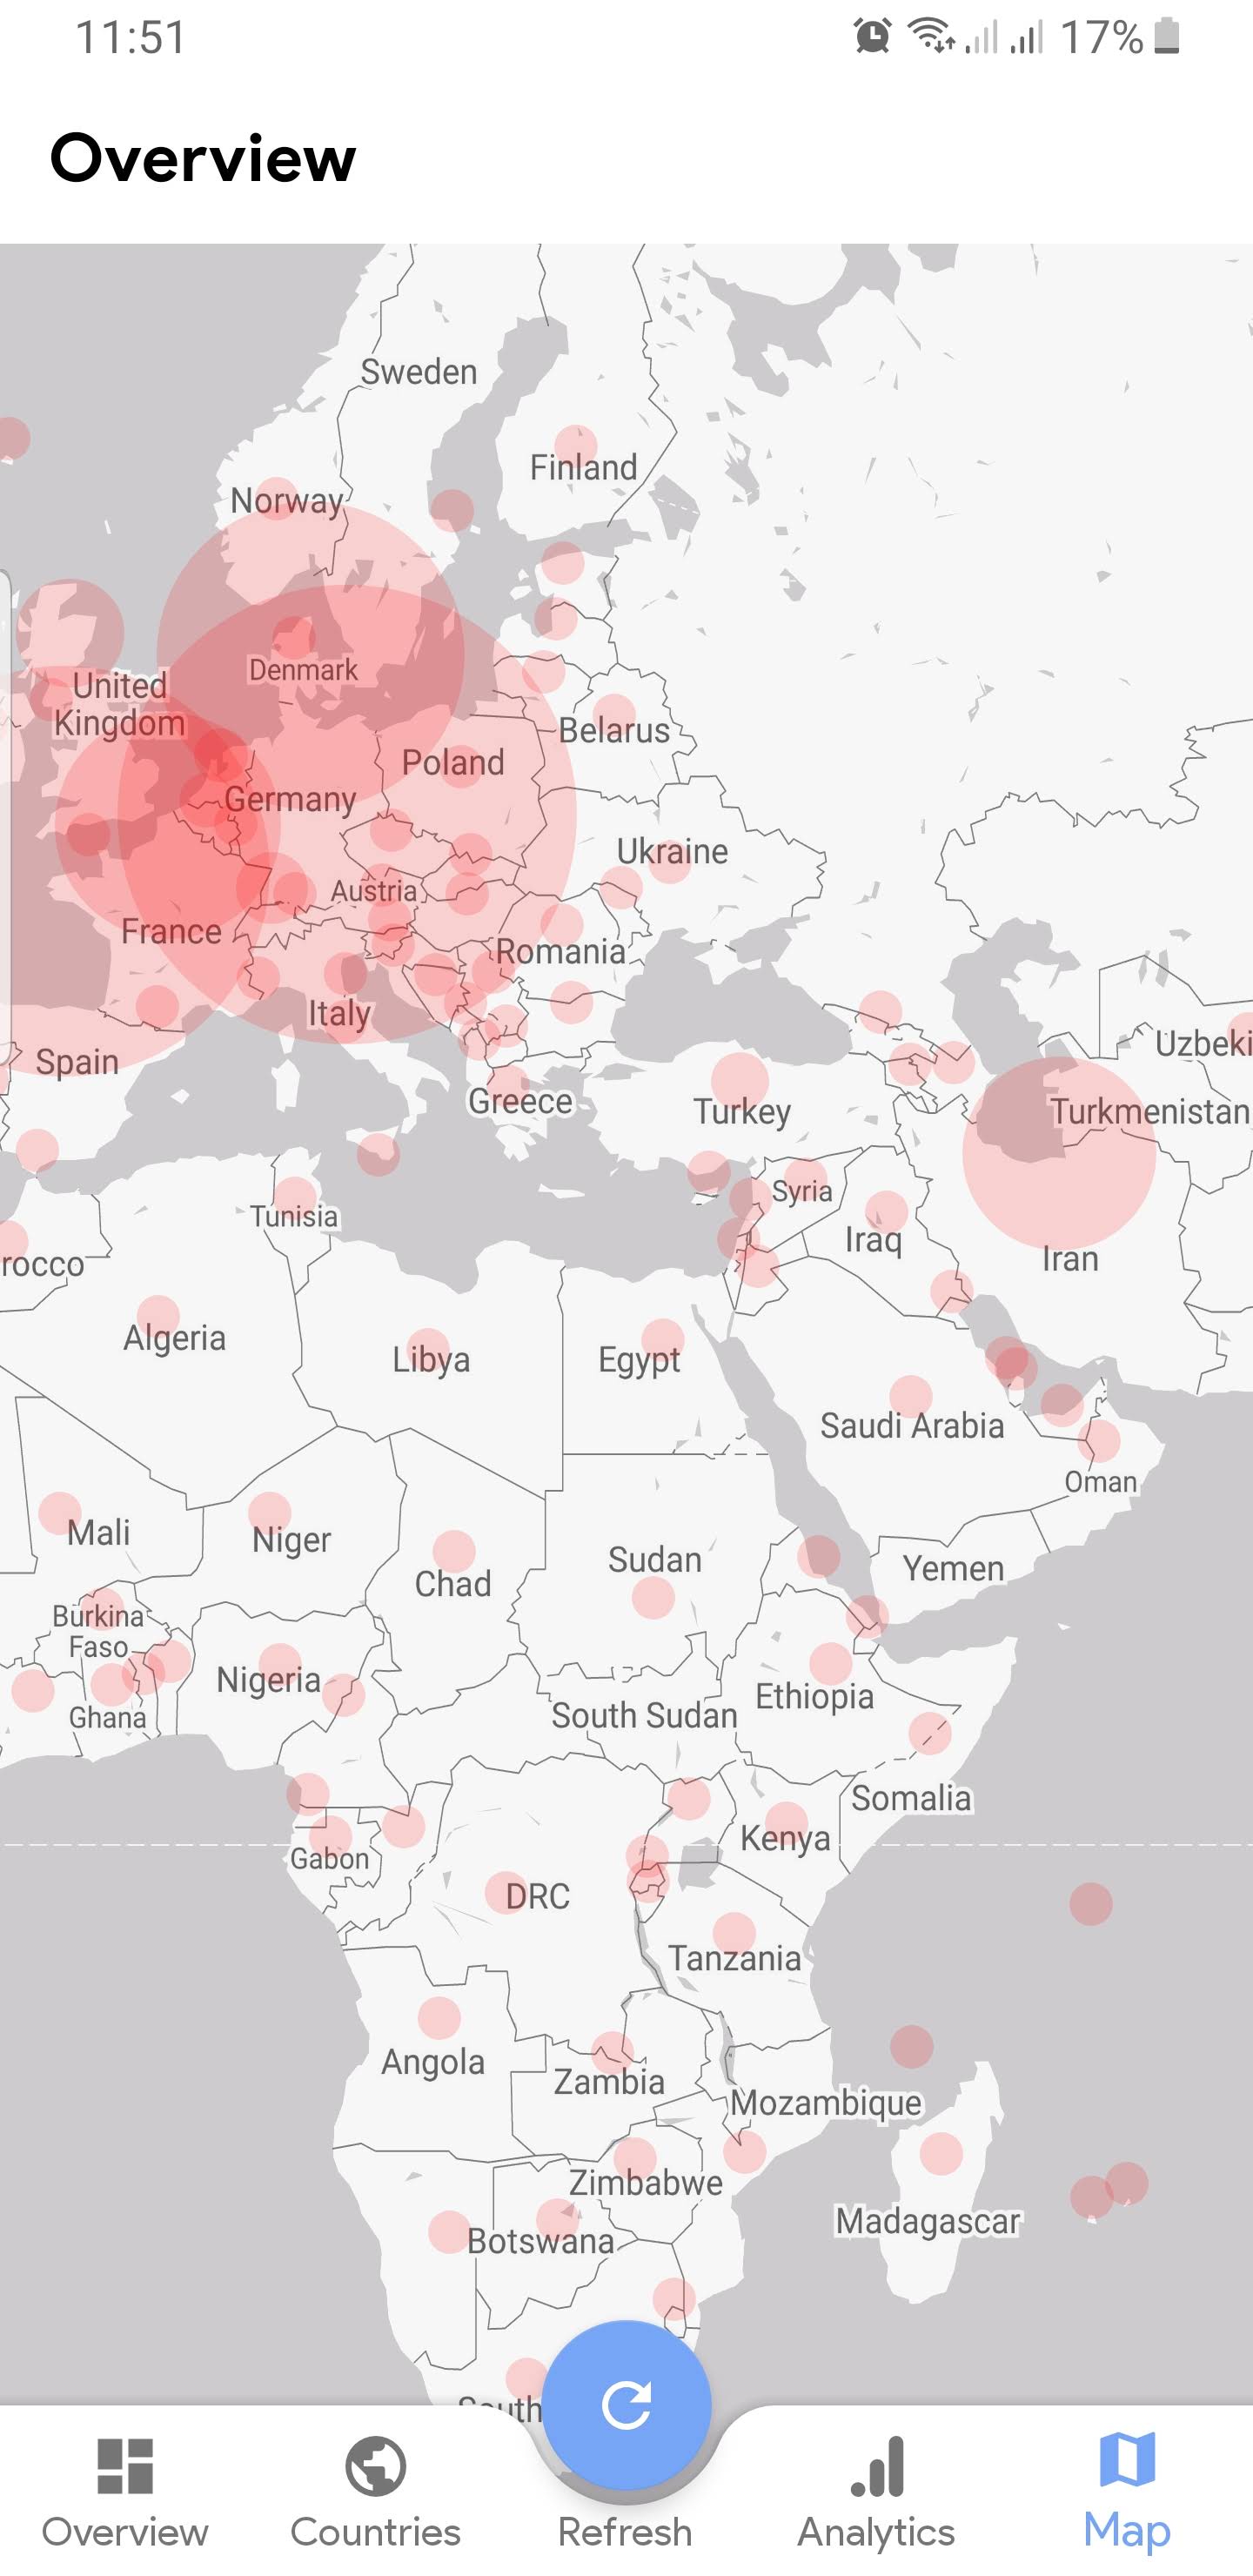 11:51
17%
Overview
Sweden
Finland
Norway
Denmark
United
Kingdom
Belarus
Poland
Germany
Ukraine
Austria
France
Romania
Italy
Uzbeki
Spain
Greece
Turkey
Turkmenistan
Syria
Tunisia
Iraq
rocco
Iran
Algeria
Libya
Egypt
Saudi Arabia
Oman
Mali
Niger
Sudan
Yemen
Chad
Burkina
Faso
Nigeria
Ethiopia
Ghana
South Sudan
Somalia
Kenya
Gabon
DRC
Tanzania
Angola
Zambia
Mozambique
Zimbabwe
Madagascar
Botswana
South
Overview
Countries
Refresh
Analytics
Map